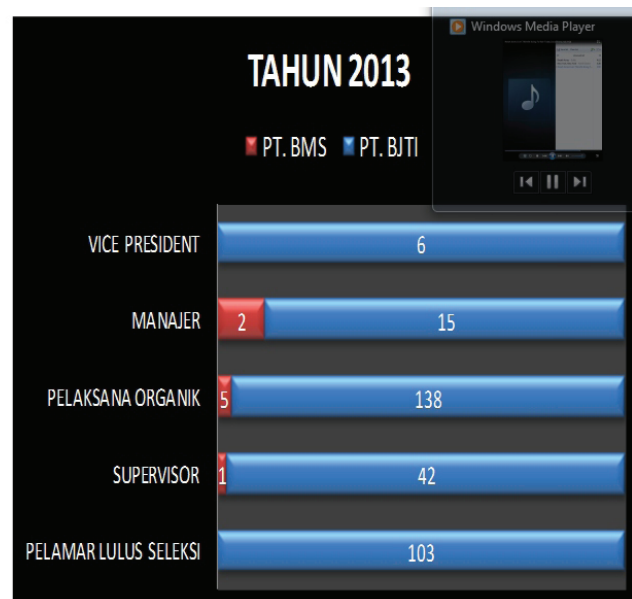 Windows Media Player
TAHUN 2013
PT. BMS PT. BJTI
VICE PRESIDENT 6
MANAJER 2 15
PELAKSANA ORGANIK 5 138
SUPERVISOR 1 42
PELAMAR LULUS SELEKSI 103